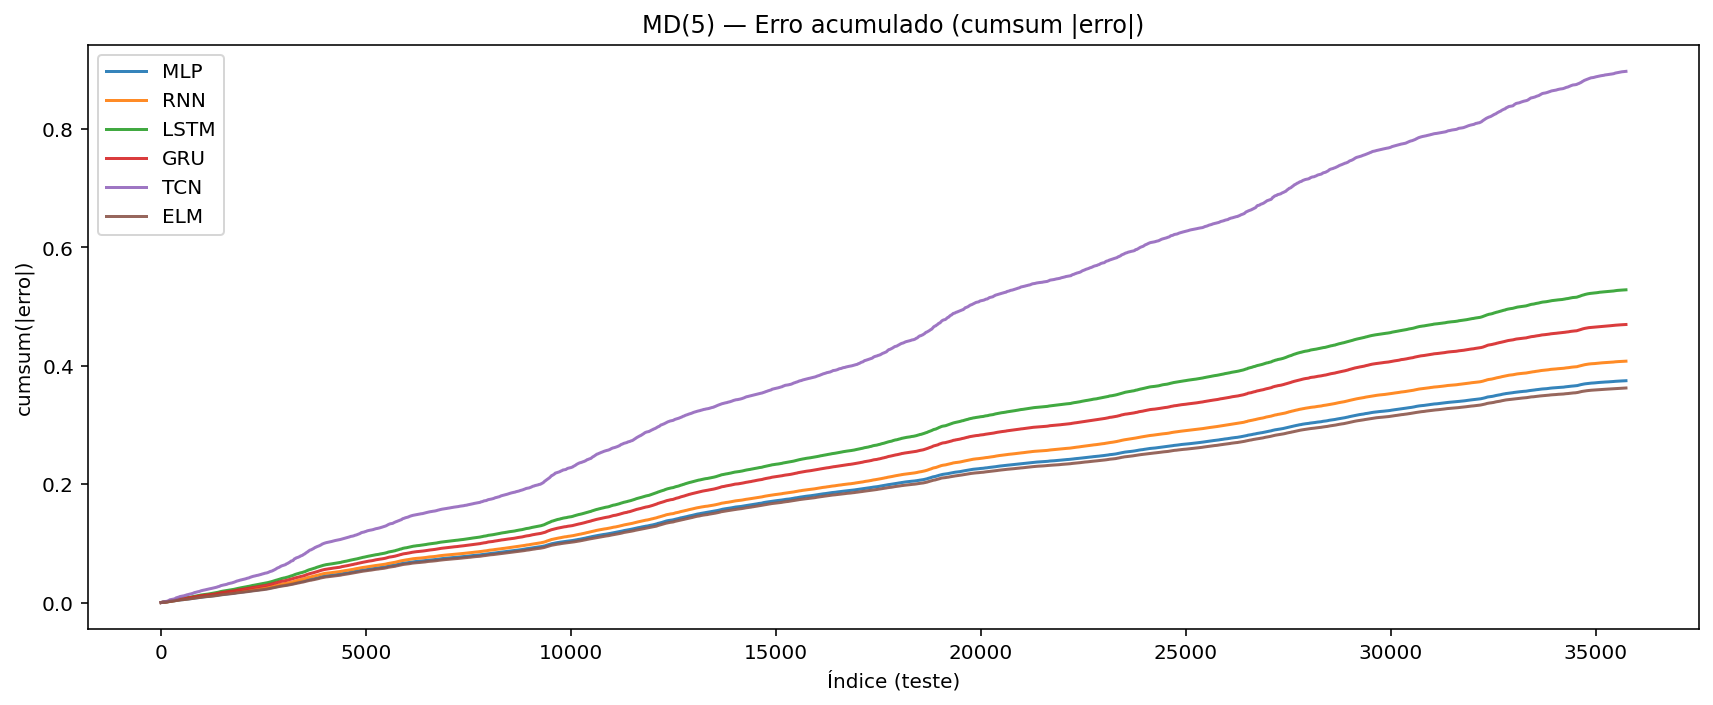 MD(5) — Erro acumulado (cumsum |erro|)
MLP
RNN
LSTM
GRU
TCN
ELM
cumsum(|erro|)
0.8
0.6
0.4
0.2
0.0
0 5000 10000 15000 20000 25000 30000 35000
Índice (teste)